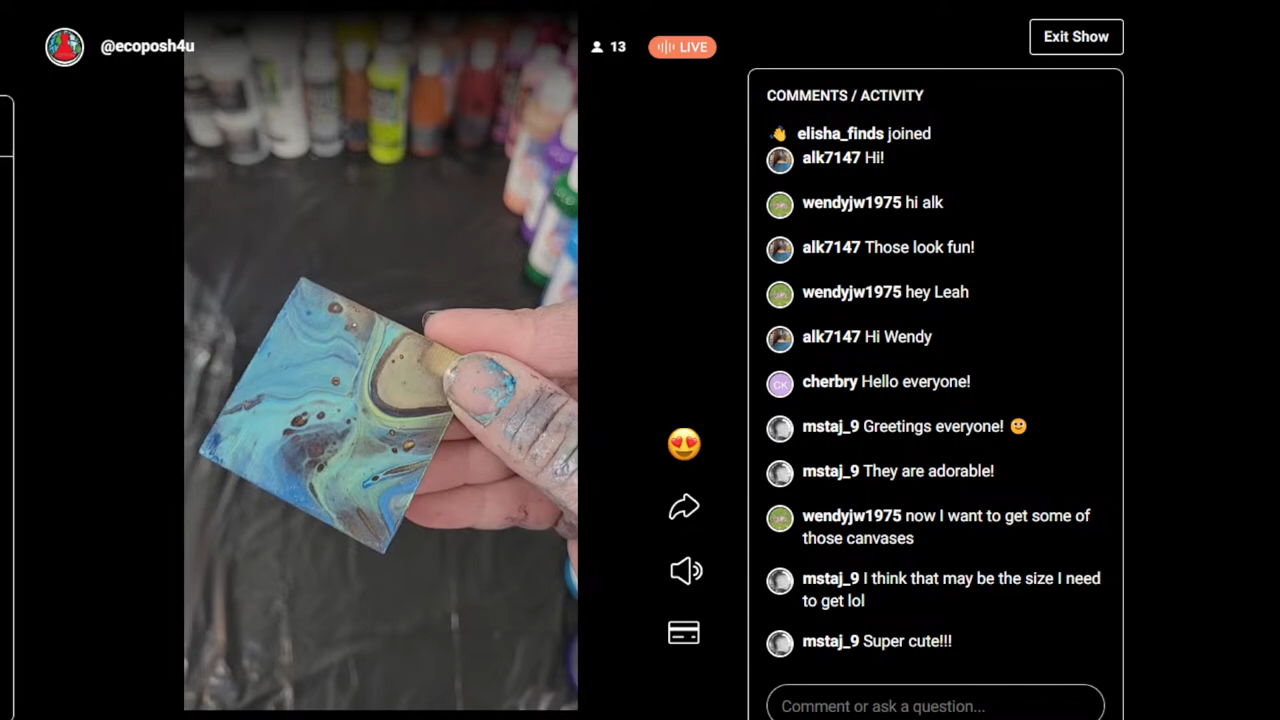 @ecoposh4u
13
LIVE
Exit Show
COMMENTS / ACTIVITY
elisha_finds joined
alk7147 Hi!
wendyjw1975 hi alk
alk7147 Those look fun!
wendyjw1975 hey Leah
alk7147 Hi Wendy
CK
cherbry Hello everyone!
mstaj_9 Greetings everyone! 🙂
mstaj_9 They are adorable!
wendyjw1975 now I want to get some of
those canvases
mstaj_9 I think that may be the size I need
to get lol
mstaj_9 Super cute!!!
Comment or ask a question...